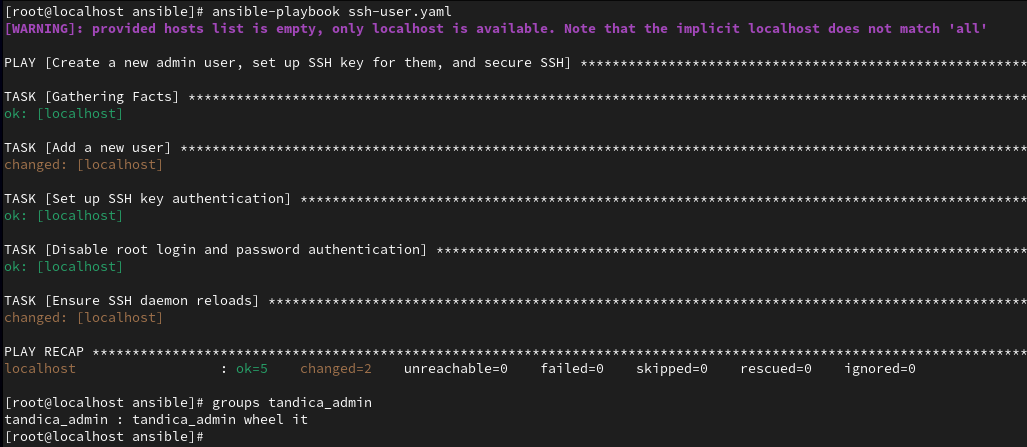 [root@localhost ansible]# ansible-playbook ssh-user.yaml
[WARNING]: provided hosts list is empty, only localhost is available. Note that the implicit localhost does not match 'all'
PLAY [Create a new admin user, set up SSH key for them, and secure SSH] ********************************************************
TASK [Gathering Facts] *********************************************************************************************************
ok: [localhost]
TASK [Add a new user] **********************************************************************************************************
changed: [localhost]
TASK [Set up SSH key authentication] *******************************************************************************************
ok: [localhost]
TASK [Disable root login and password authentication] **************************************************************************
ok: [localhost]
TASK [Ensure SSH daemon reloads] ***********************************************************************************************
changed: [localhost]
PLAY RECAP *********************************************************************************************************************
localhost                  : ok=5    changed=2    unreachable=0    failed=0    skipped=0    rescued=0    ignored=0
[root@localhost ansible]# groups tandica_admin
tandica_admin : tandica_admin wheel it
[root@localhost ansible]#